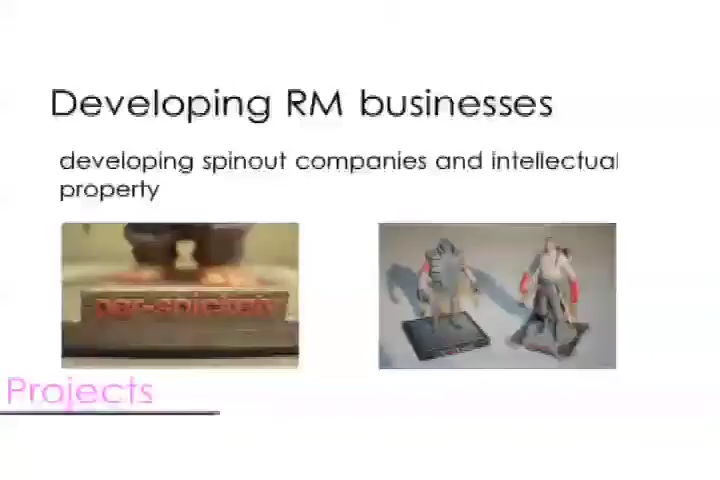 Developing RM businesses
developing spinout companies and intellectual
property
Projects